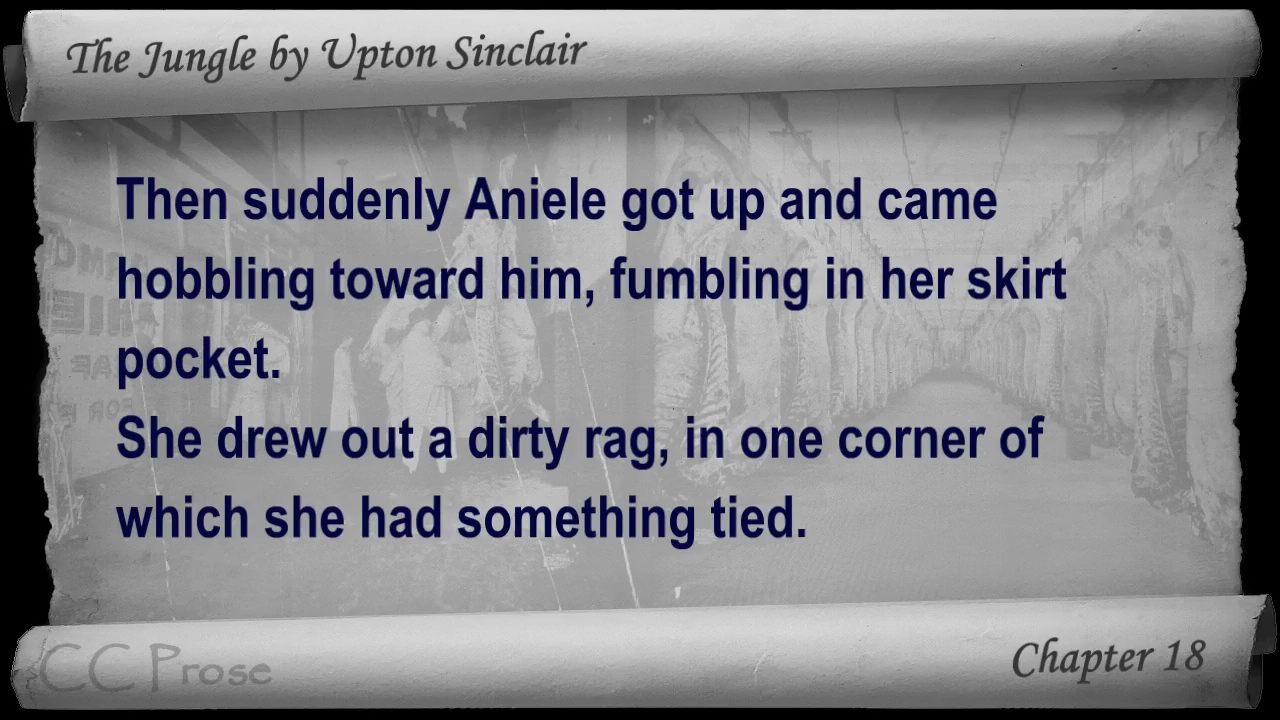 The Jungle by Upton Sinclair
Then suddenly Aniele got up and came
hobbling toward him, fumbling in her skirt
pocket.
She drew out a dirty rag, in one corner of
which she had something tied.
CC Prose
Chapter 18